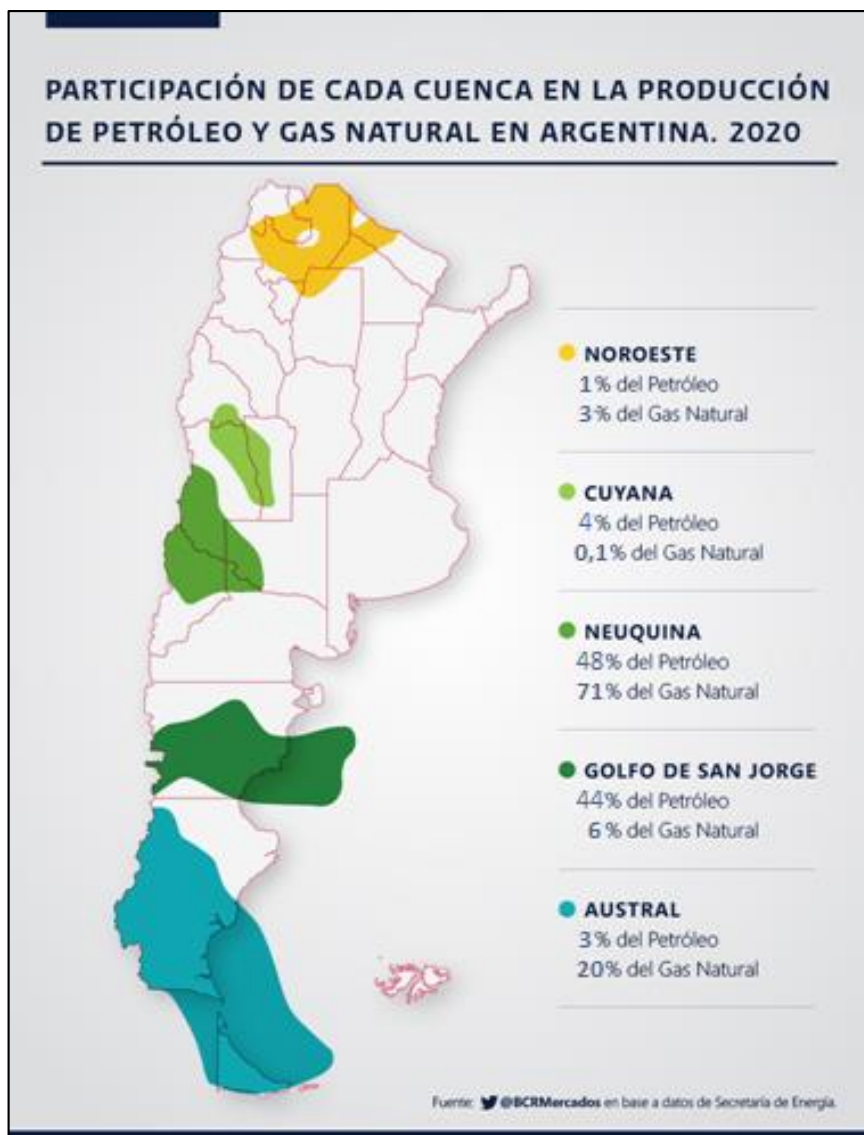 PARTICIPACIÓN DE CADA CUENCA EN LA PRODUCCIÓN
DE PETRÓLEO Y GAS NATURAL EN ARGENTINA. 2020
NOROESTE
1% del Petróleo
3% del Gas Natural
CUYANA
4% del Petróleo
0,1% del Gas Natural
NEUQUINA
48% del Petróleo
71% del Gas Natural
GOLFO DE SAN JORGE
44% del Petróleo
6% del Gas Natural
AUSTRAL
3% del Petróleo
20% del Gas Natural
Fuente: @BCRMercados en base a datos de Secretaría de Energía.